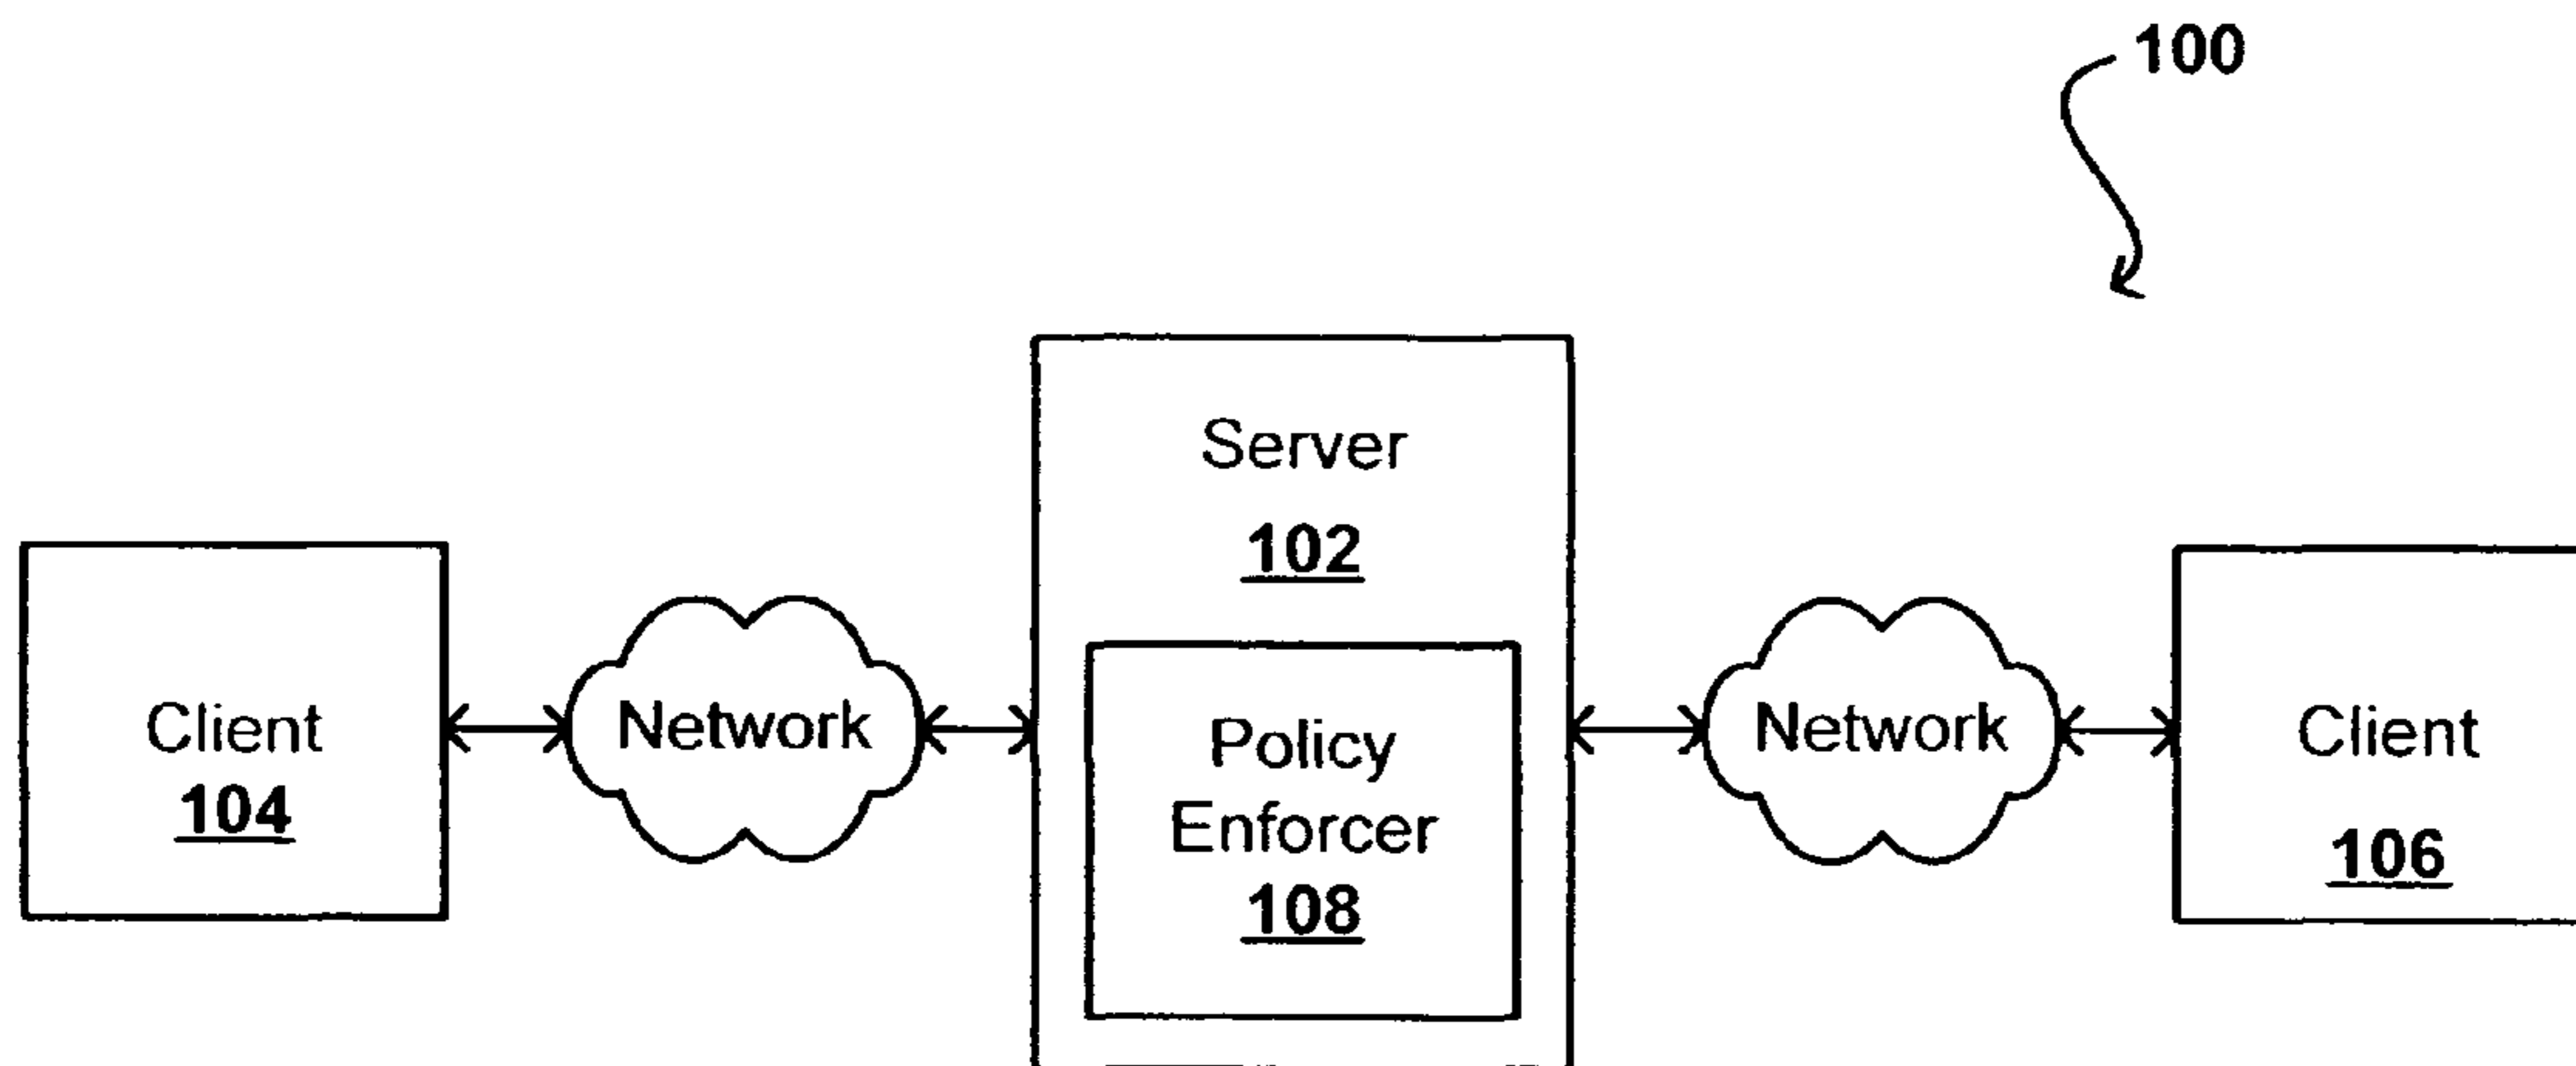 100
Server
102
Client
104
Network
Policy
Enforcer
108
Network
Client
106